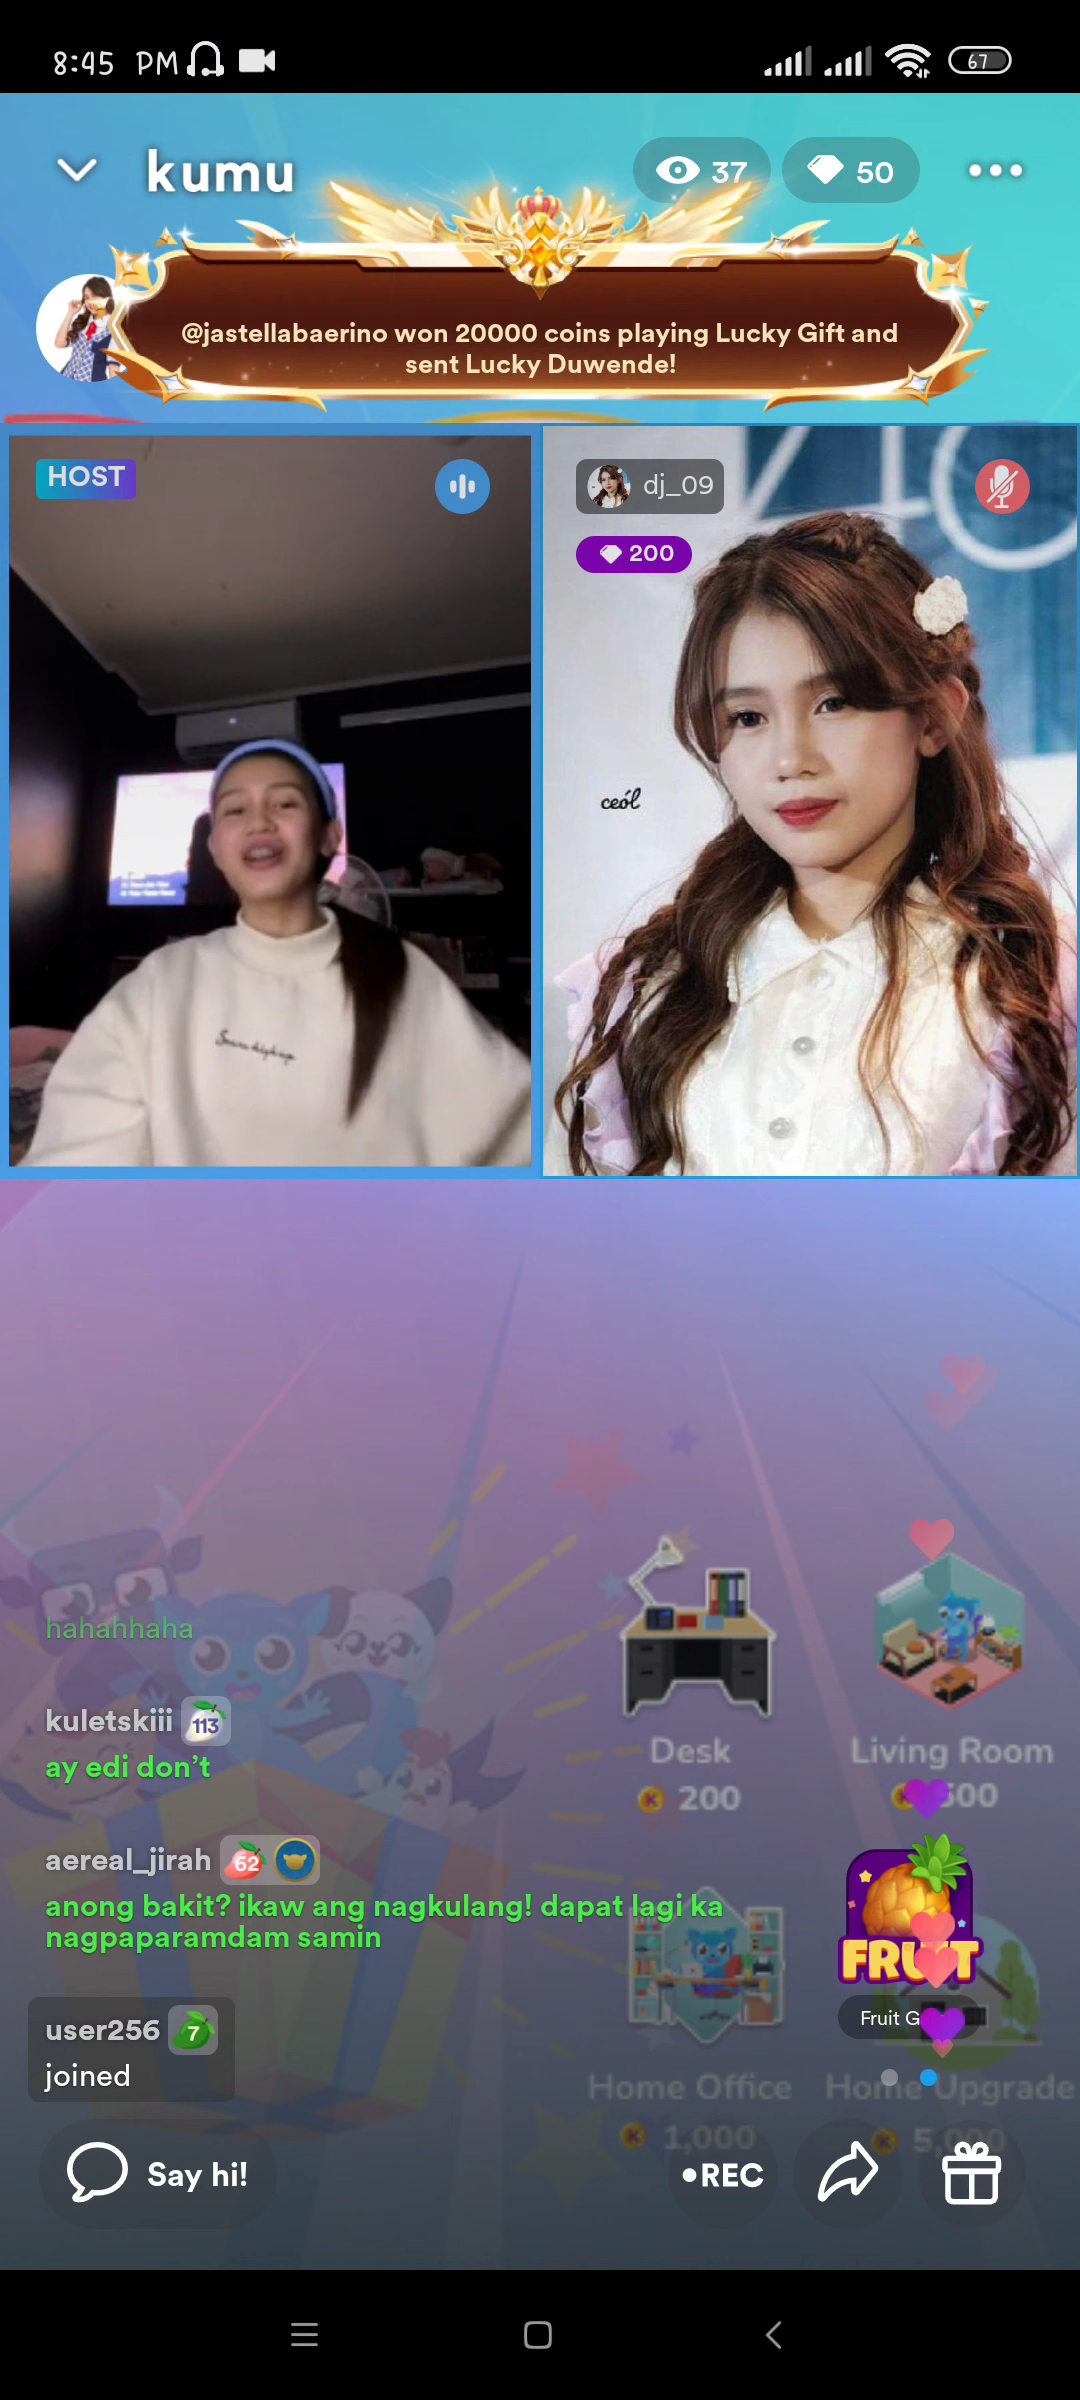 8:45 PM
67
kumu
37
50
@jastellabaerino won 20000 coins playing Lucky Gift and
sent Lucky Duwende!
HOST
dj_09
200
ceól
hahahhaha
kuletskiii 113
ay edi don't
Desk
200
Living Room
aereal_jirah 62
anong bakit? ikaw ang nagkulang! dapat lagi ka
nagpaparamdam samin
FRUIT
Fruit
user256 7
joined
Home Office
1,000
Home Upgrade
Say hi!
•REC